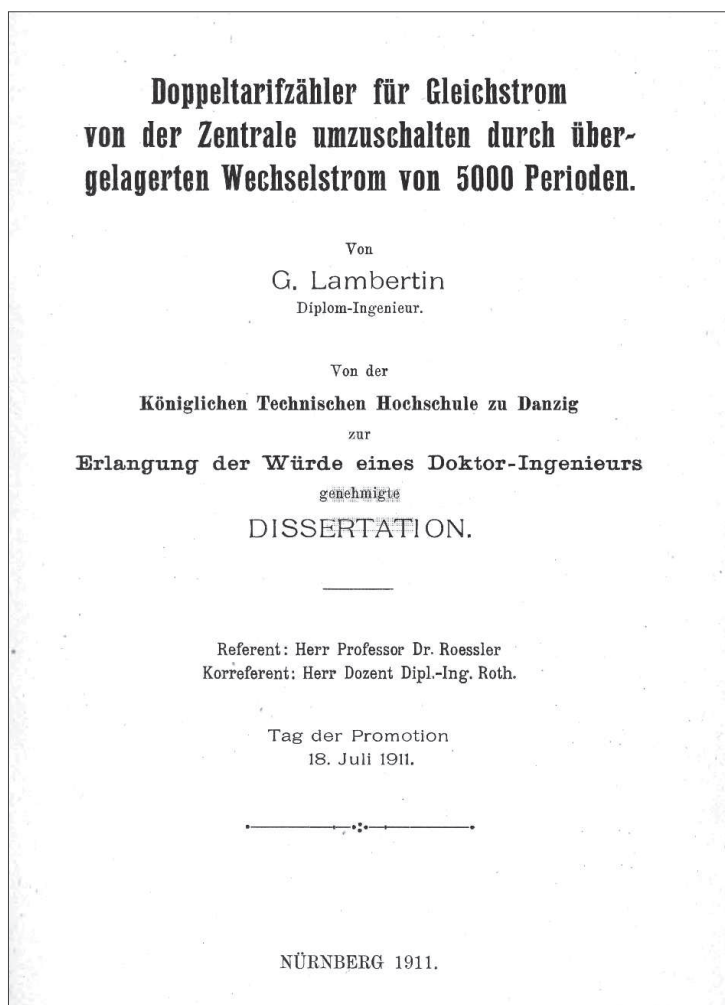 Doppeltarifzähler für Gleichstrom
von der Zentrale umzuschalten durch über-
gelagerten Wechselstrom von 5000 Perioden.
Von
G. Lambertin
Diplom-Ingenieur.
Von der
Königlichen Technischen Hochschule zu Danzig
zur
Erlangung der Würde eines Doktor-Ingenieurs
genehmigte
DISSERTATION.
Referent: Herr Professor Dr. Roessler
Korreferent: Herr Dozent Dipl.-Ing. Roth.
Tag der Promotion
18. Juli 1911.
NÜRNBERG 1911.